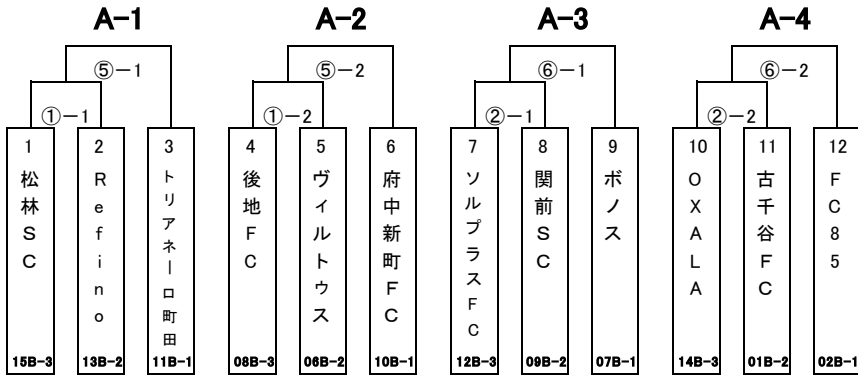 A-1
A-2
A-3
A-4
⑤-1
⑤-2
⑥-1
⑥-2
①-1
①-2
②-1
②-2
1
松林SC
15B-3
2
Refino
13B-2
3
トリアネーロ町田
11B-1
4
後地FC
08B-3
5
ヴィルトゥス
06B-2
6
府中新町FC
10B-1
7
ソルプラスFC
12B-3
8
関前SC
09B-2
9
ボノス
07B-1
10
OXALA
14B-3
11
古千谷FC
01B-2
12
FC85
02B-1